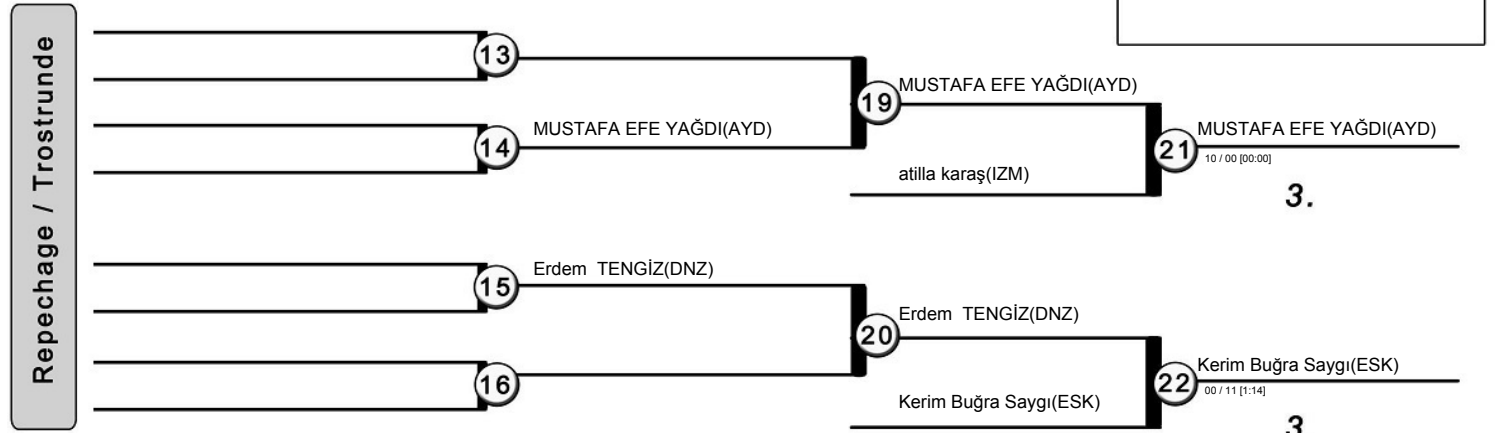 Repechage / Trostrunde
13
14
MUSTAFA EFE YAĞDI(AYD)
19
MUSTAFA EFE YAĞDI(AYD)
atilla karaş(IZM)
21
MUSTAFA EFE YAĞDI(AYD)
10 / 00 [00:00]
3.
15
Erdem  TENGİZ(DNZ)
16
20
Erdem  TENGİZ(DNZ)
Kerim Buğra Saygı(ESK)
22
Kerim Buğra Saygı(ESK)
00 / 11 [1:14]
3